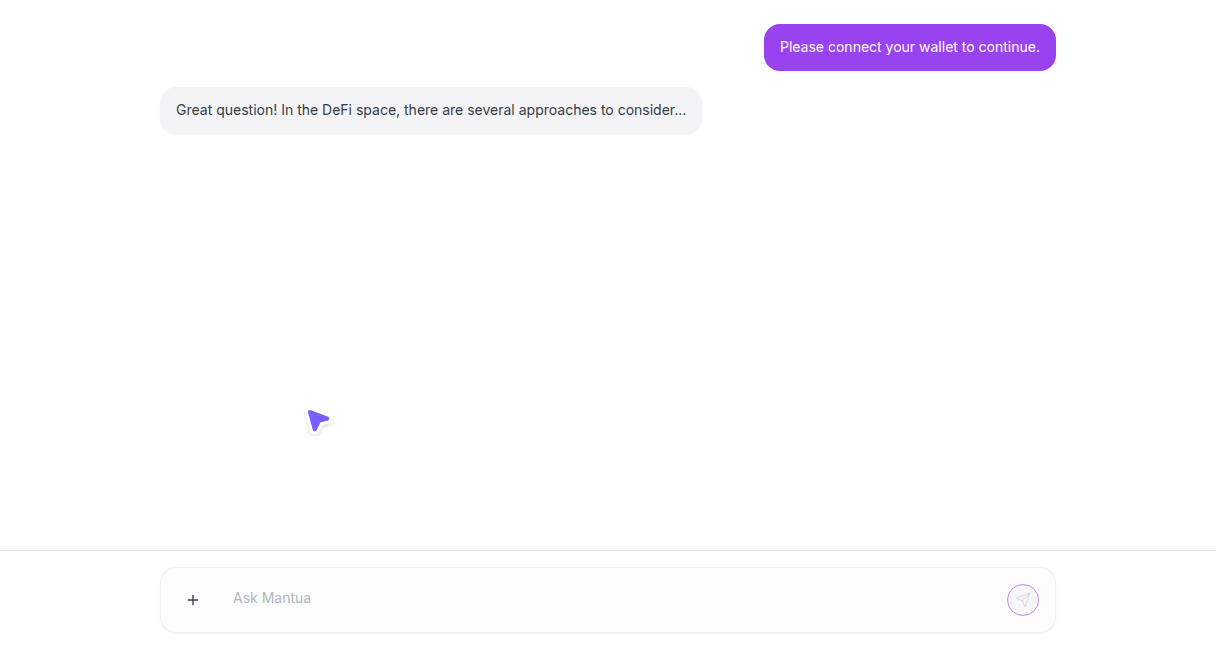 Please connect your wallet to continue.
Great question! In the DeFi space, there are several approaches to consider...
Ask Mantua